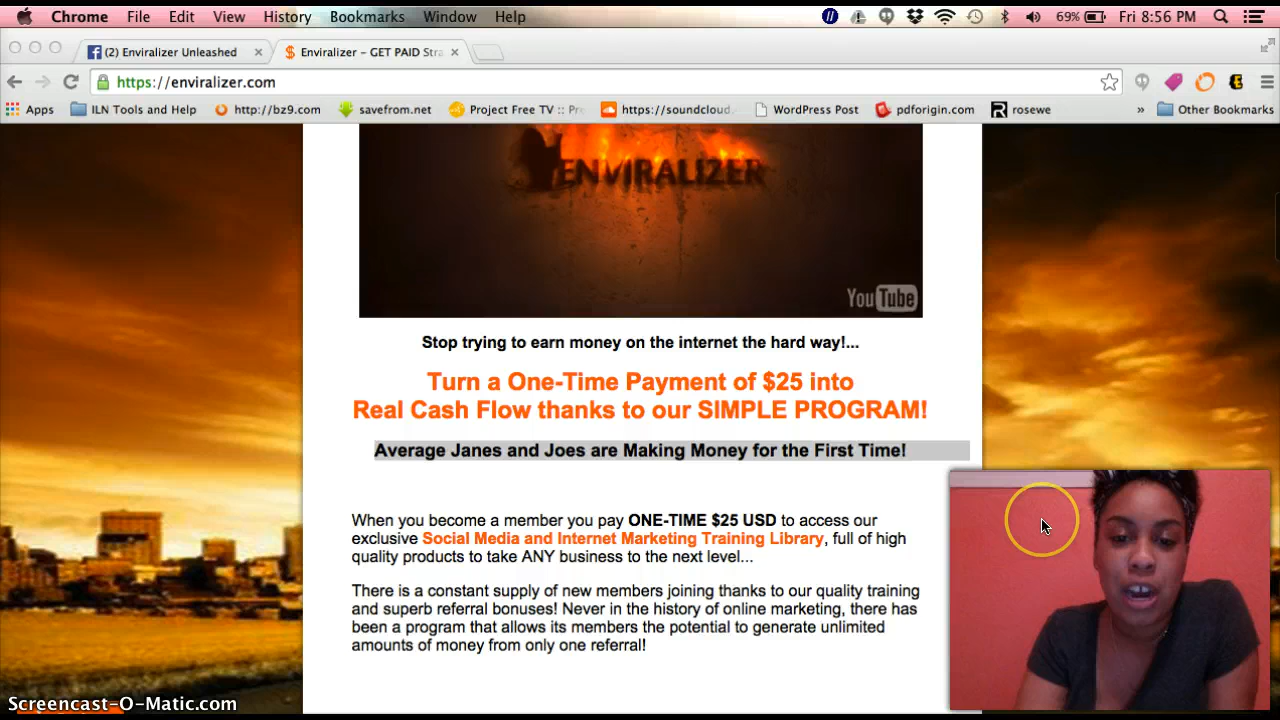 Chrome File Edit View History Bookmarks Window Help 69% Fri 8:56 PM
(2) Enviralizer Unleashed Enviralizer – GET PAID Stra
https://enviralizer.com
Apps ILN Tools and Help http://bz9.com savefrom.net Project Free TV :: Pr https://soundcloud. WordPress Post pdforigin.com rosewe » Other Bookmarks
ENVIRALIZER
YouTube
Stop trying to earn money on the internet the hard way!...
Turn a One-Time Payment of $25 into
Real Cash Flow thanks to our SIMPLE PROGRAM!
Average Janes and Joes are Making Money for the First Time!
When you become a member you pay ONE-TIME $25 USD to access our
exclusive Social Media and Internet Marketing Training Library, full of high
quality products to take ANY business to the next level...
There is a constant supply of new members joining thanks to our quality training
and superb referral bonuses! Never in the history of online marketing, there has
been a program that allows its members the potential to generate unlimited
amounts of money from only one referral!
Screencast-O-Matic.com